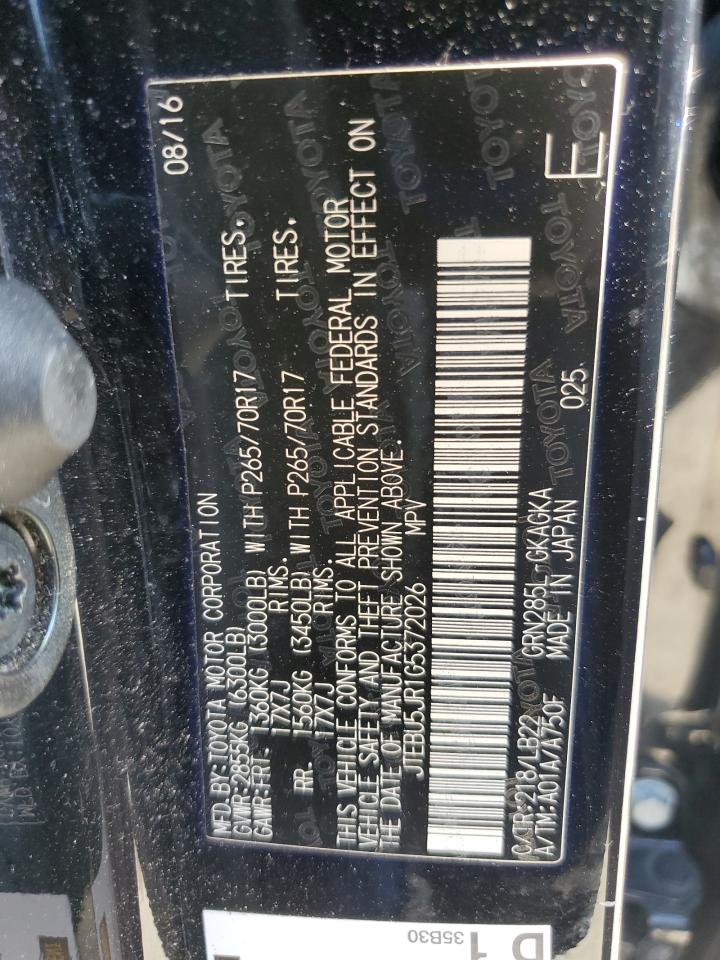 08/16
MFD.BY:TOYOTA MOTOR CORPORATION
GVWR:2855KG (6300LB)
GAWR:FRT. 1360KG (3000LB) WITH P265/70R17 TIRES.
17X7J RIMS.
RR. 1560KG (3450LB) WITH P265/70R17 TIRES.
17X7J RIMS.
THIS VEHICLE CONFORMS TO ALL APPLICABLE FEDERAL MOTOR
VEHICLE SAFETY AND THEFT PREVENTION STANDARDS IN EFFECT ON
THE DATE OF MANUFACTURE SHOWN ABOVE.
JTEBU5JR1G5372026 MPV
C/TR:218/LB22 GRN285L-GKAGKA 025
A/TM:A01A/A750F MADE IN JAPAN
E
D 1
35B30